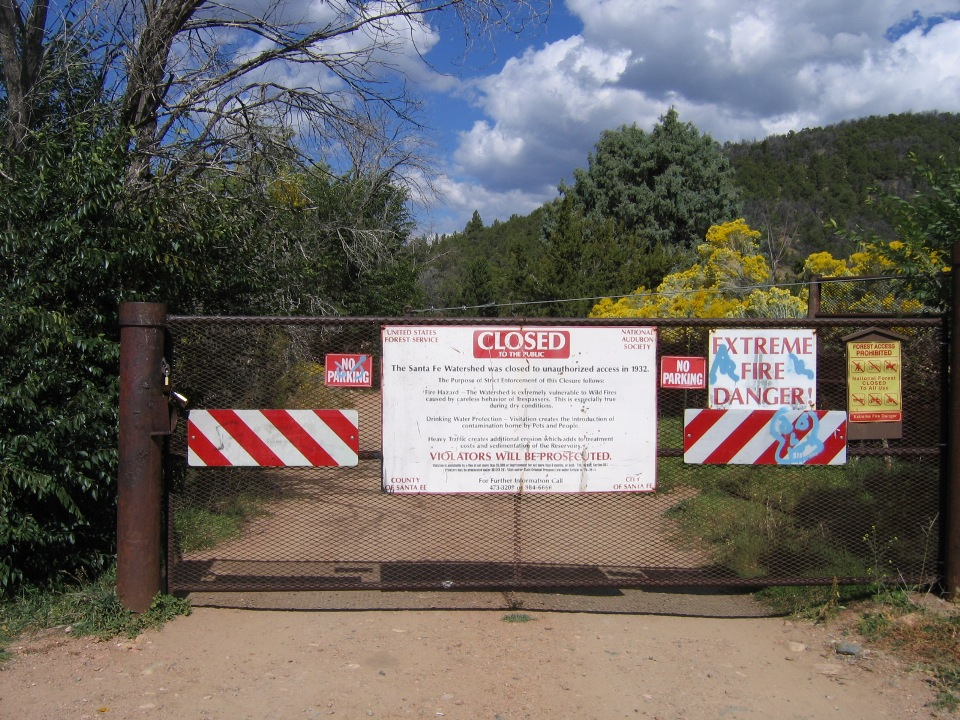 UNITED STATES
FOREST SERVICE
CLOSED
TO THE PUBLIC
NATIONAL
AUDUBON
SOCIETY
The Santa Fe Watershed was closed to unauthorized access in 1932.
The Purpose of Strict Enforcement of this Closure follows:
Fire Hazard - The Watershed is extremely vulnerable to Wild Fires
caused by careless behavior of Trespassers. This is especially true
during dry conditions.
Drinking Water Protection - Visitation creates the introduction of
contamination borne by Pets and People.
Heavy Traffic creates additional erosion which adds to treatment
costs and sedimentation of the Reservoirs.
VIOLATORS WILL BE PROSECUTED.
COUNTY
OF SANTA FE
For Further Information Call
473-3209 or 984-6666
CITY
OF SANTA FE
NO
PARKING
NO
PARKING
EXTREME
FIRE
DANGER!
FOREST ACCESS
PROHIBITED
National Forest
CLOSED
To All Use
Extreme Fire Danger